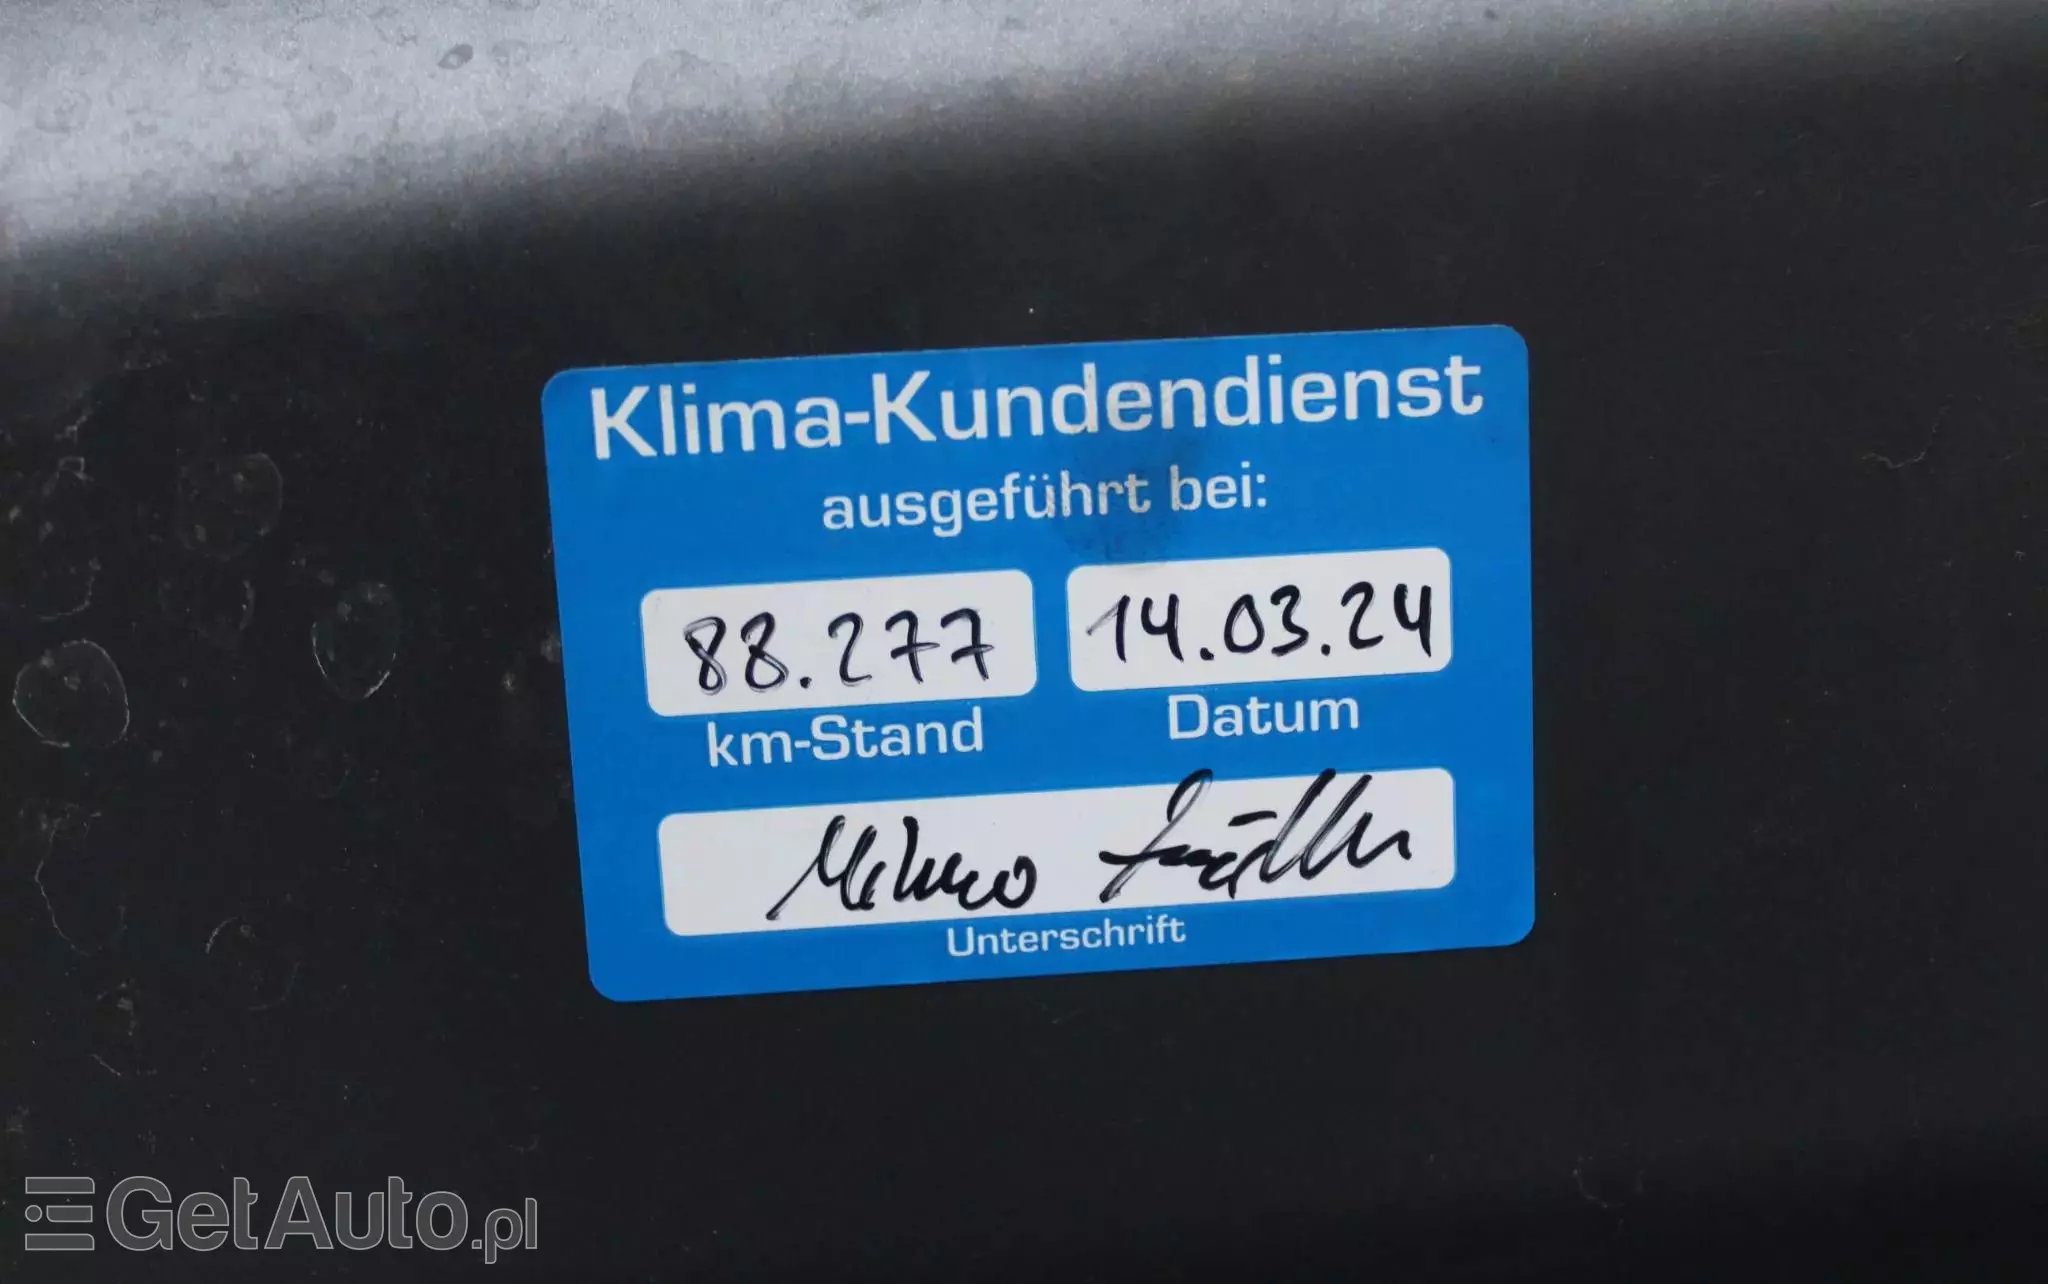 Klima-Kundendienst
ausgeführt bei:
88.277 14.03.24
km-Stand Datum
Unterschrift
GetAuto.pl